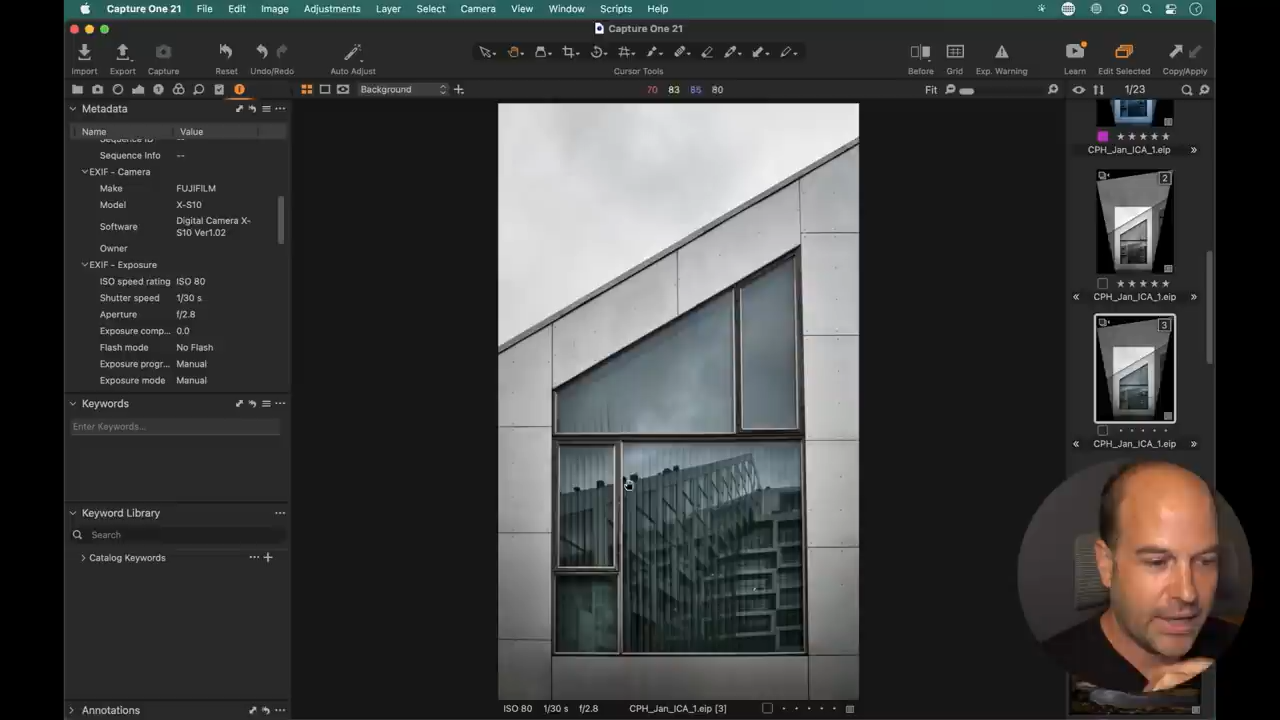 Capture One 21 File Edit Image Adjustments Layer Select Camera View Window Scripts Help
Capture One 21
Import Export Capture Reset Undo/Redo Auto Adjust Cursor Tools Before Grid Exp. Warning Learn Edit Selected Copy/Apply
Background 70 83 85 80 Fit 1/23
Metadata
Name Value
Sequence ID --
Sequence Info --
EXIF - Camera
Make FUJIFILM
Model X-S10
Software Digital Camera X-
S10 Ver1.02
Owner
EXIF - Exposure
ISO speed rating ISO 80
Shutter speed 1/30 s
Aperture f/2.8
Exposure comp... 0.0
Flash mode No Flash
Exposure progr... Manual
Exposure mode Manual
Keywords
Enter Keywords...
Keyword Library
Search
Catalog Keywords
Annotations
ISO 80 1/30 s f/2.8 CPH_Jan_ICA_1.eip [3]
CPH_Jan_ICA_1.eip
2
CPH_Jan_ICA_1.eip
3
CPH_Jan_ICA_1.eip